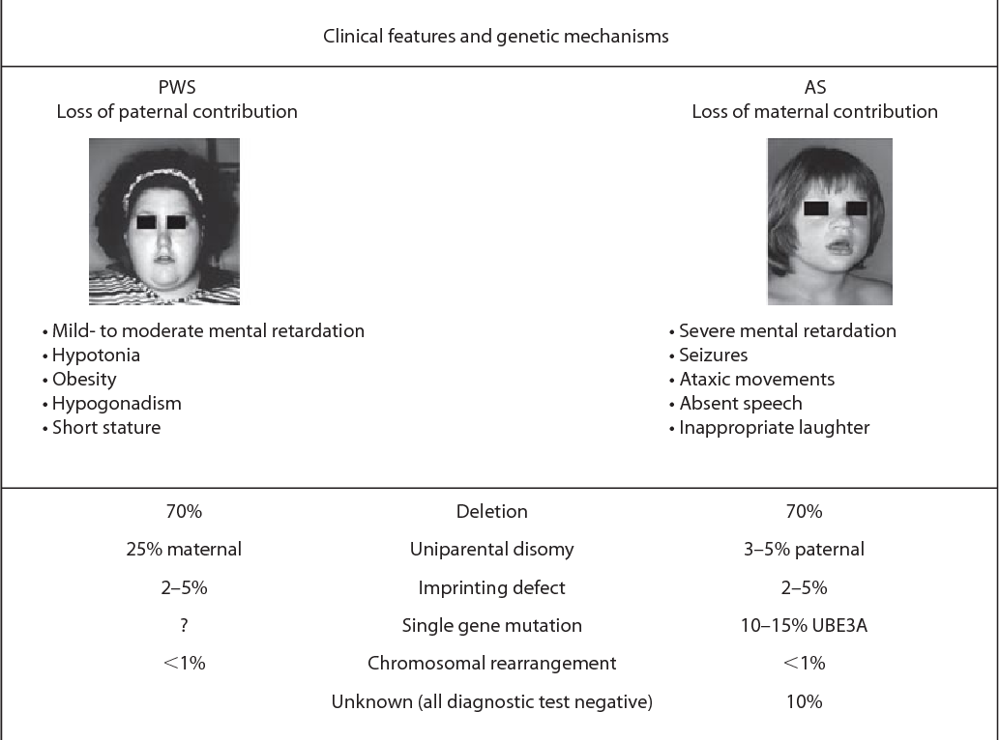 Clinical features and genetic mechanisms
PWS
Loss of paternal contribution
AS
Loss of maternal contribution
• Mild- to moderate mental retardation
• Hypotonia
• Obesity
• Hypogonadism
• Short stature
• Severe mental retardation
• Seizures
• Ataxic movements
• Absent speech
• Inappropriate laughter
70% Deletion 70%
25% maternal Uniparental disomy 3–5% paternal
2–5% Imprinting defect 2–5%
? Single gene mutation 10–15% UBE3A
<1% Chromosomal rearrangement <1%
Unknown (all diagnostic test negative) 10%